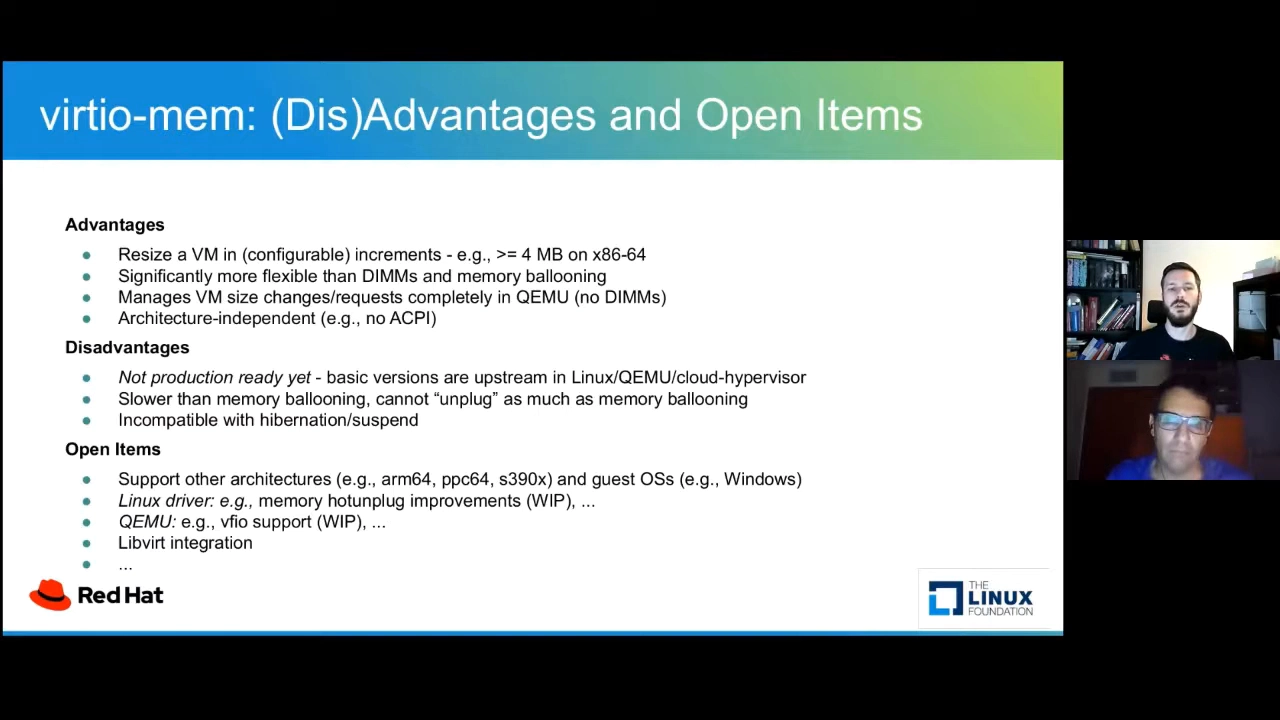 virtio-mem: (Dis)Advantages and Open Items
Advantages
● Resize a VM in (configurable) increments - e.g., >= 4 MB on x86-64
● Significantly more flexible than DIMMs and memory ballooning
● Manages VM size changes/requests completely in QEMU (no DIMMs)
● Architecture-independent (e.g., no ACPI)
Disadvantages
● Not production ready yet - basic versions are upstream in Linux/QEMU/cloud-hypervisor
● Slower than memory ballooning, cannot “unplug” as much as memory ballooning
● Incompatible with hibernation/suspend
Open Items
● Support other architectures (e.g., arm64, ppc64, s390x) and guest OSs (e.g., Windows)
● Linux driver: e.g., memory hotunplug improvements (WIP), ...
● QEMU: e.g., vfio support (WIP), ...
● Libvirt integration
● ...
Red Hat
THE
LINUX
FOUNDATION